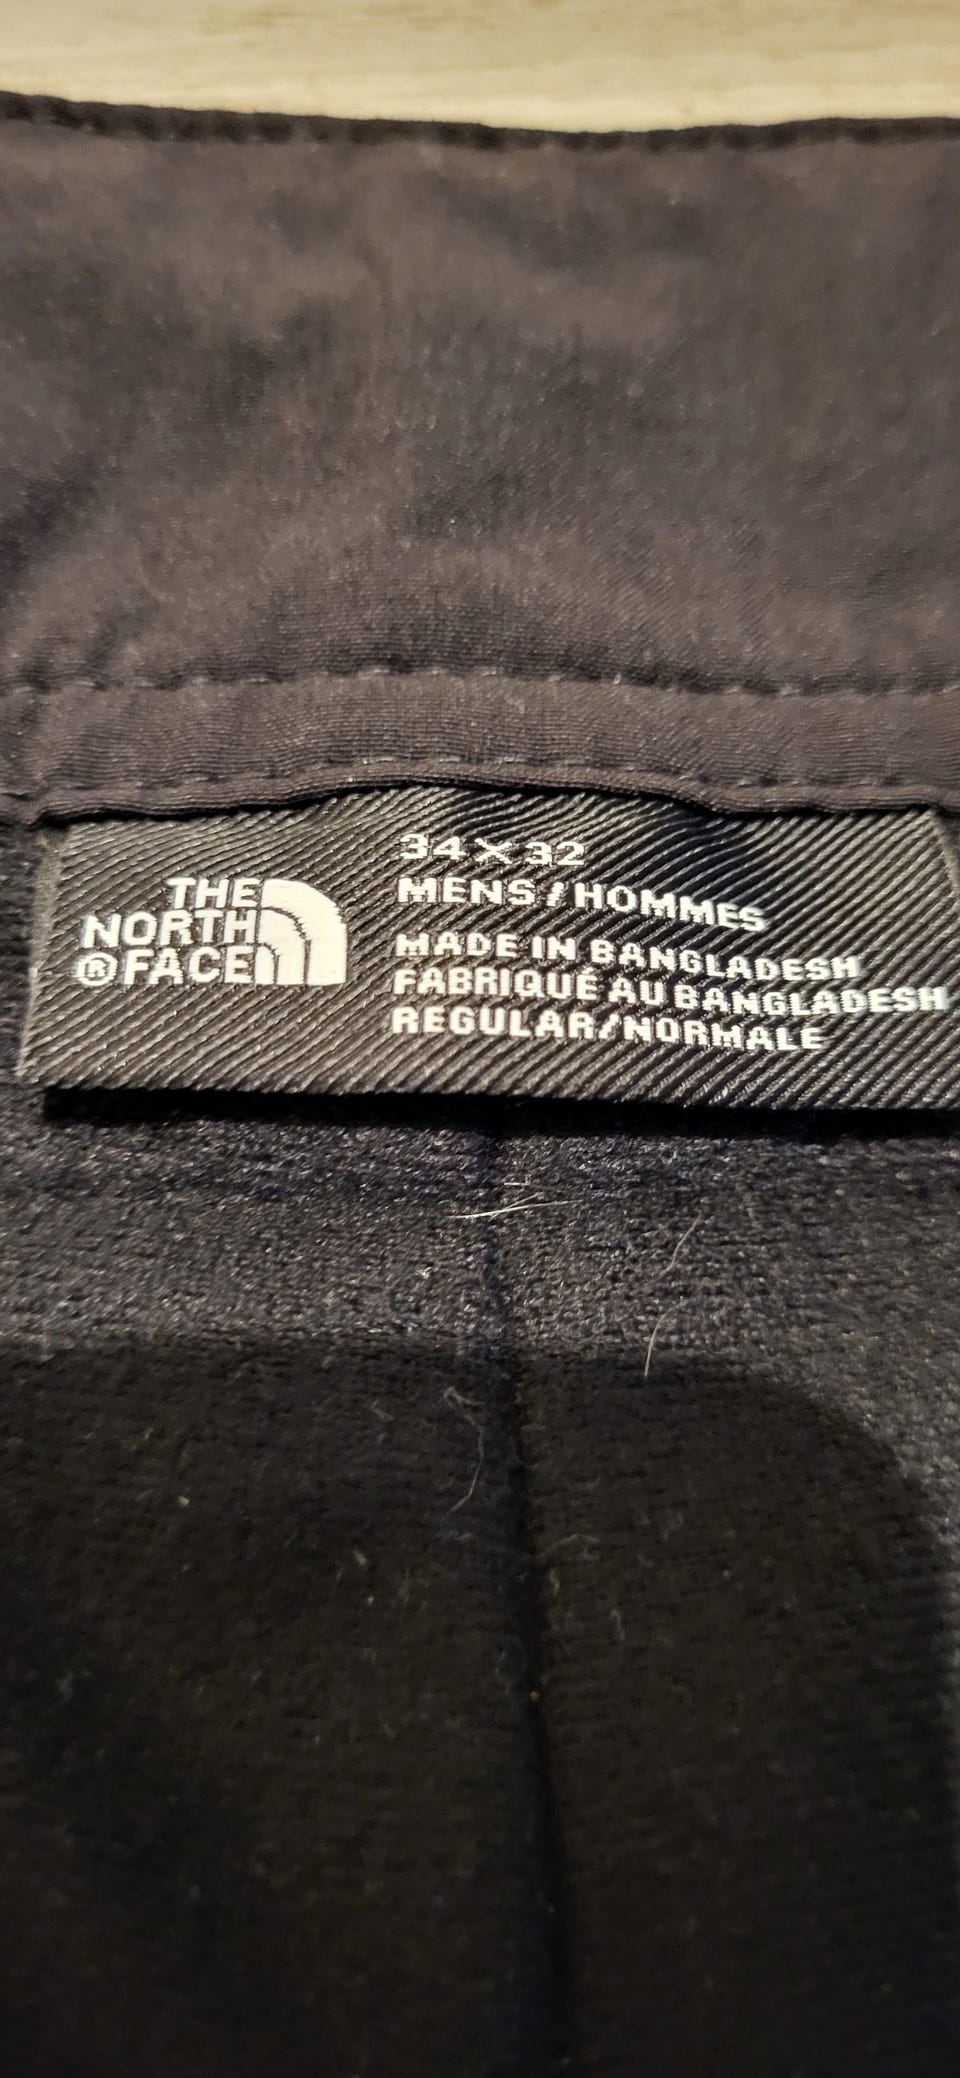 THE
NORTH
®FACE
34 X 32
MENS/HOMMES
MADE IN BANGLADESH
FABRIQUÉ AU BANGLADESH
REGULAR/NORMALE